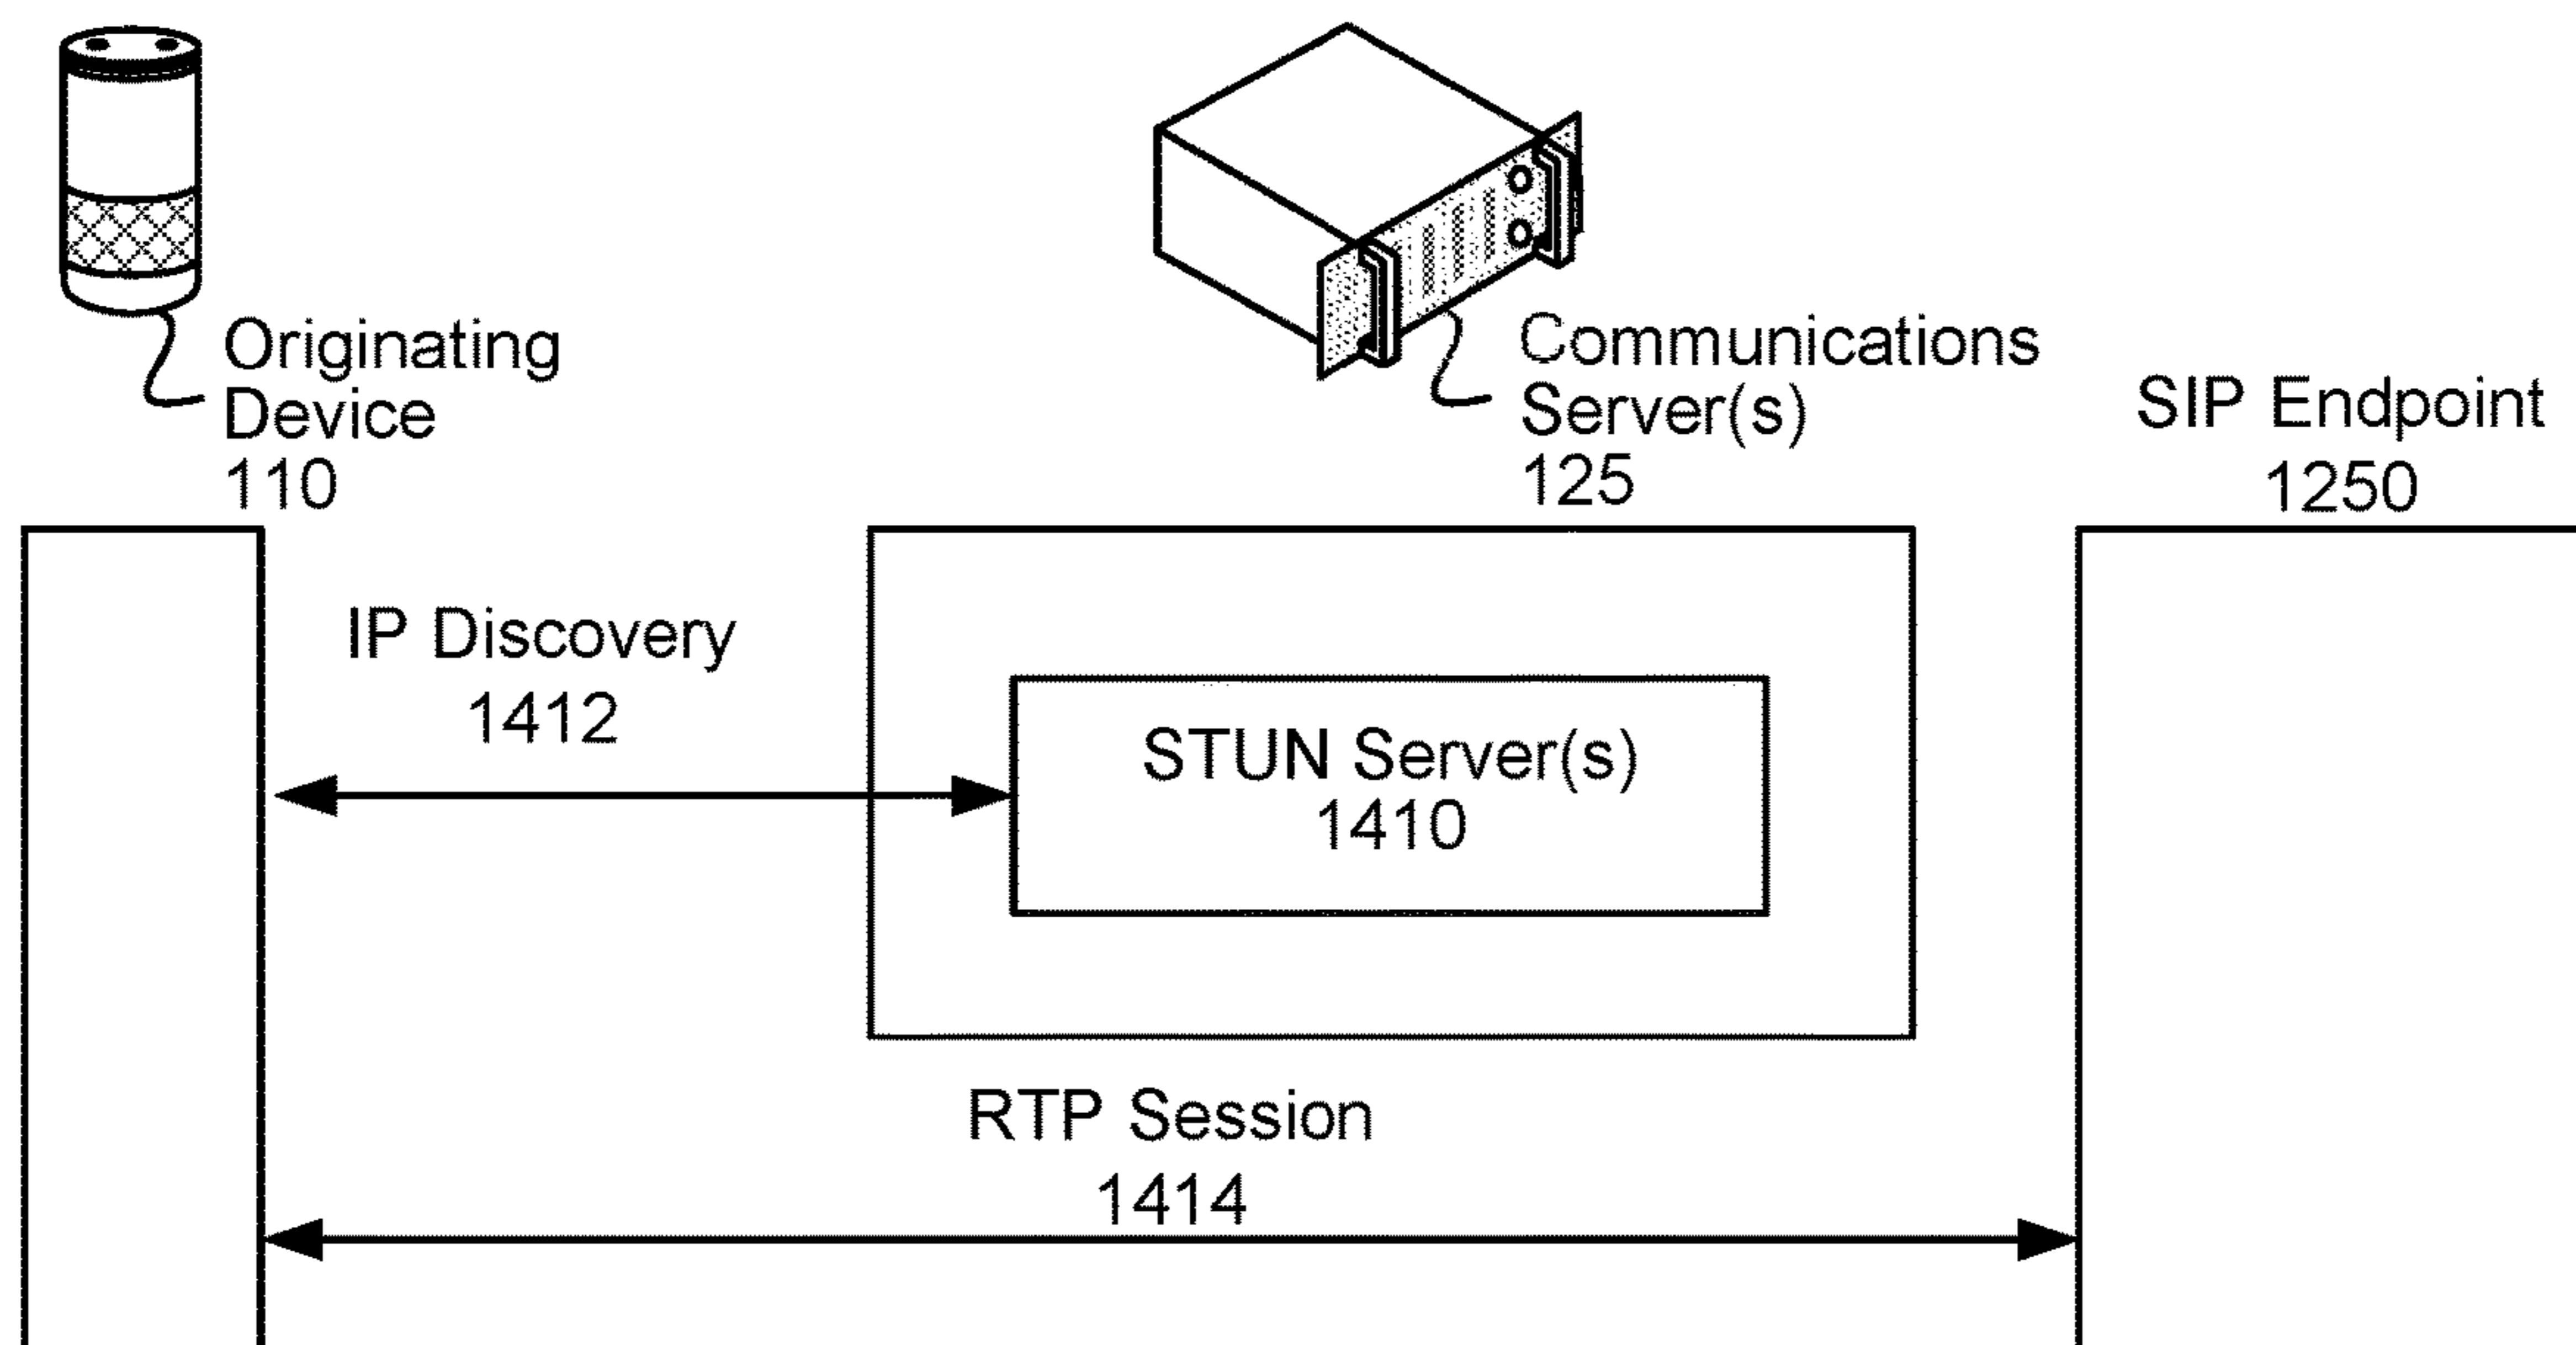 Originating
Device
110
Communications
Server(s)
125
SIP Endpoint
1250
IP Discovery
1412
STUN Server(s)
1410
RTP Session
1414